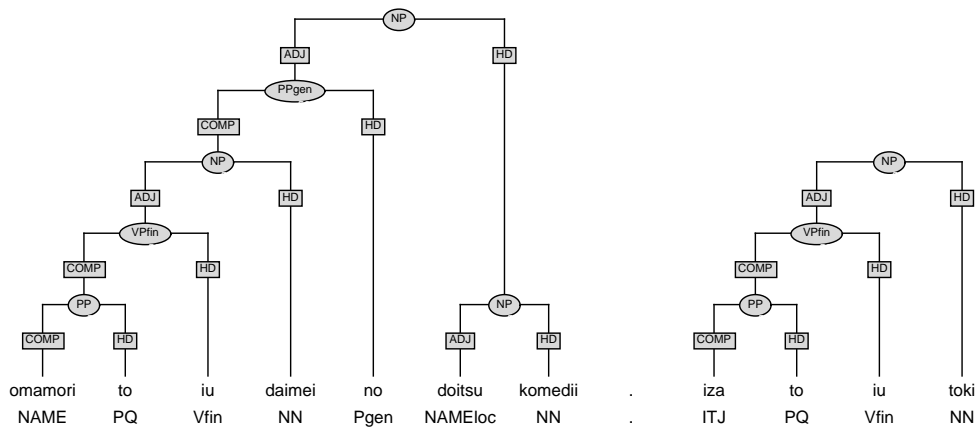 NP
ADJ HD
PPgen
COMP HD
NP NP
ADJ HD ADJ HD
VPfin VPfin
COMP HD COMP HD
PP NP PP
COMP HD ADJ HD COMP HD
omamori to iu daimei no doitsu komedii . iza to iu toki
NAME PQ Vfin NN Pgen NAMEloc NN . ITJ PQ Vfin NN